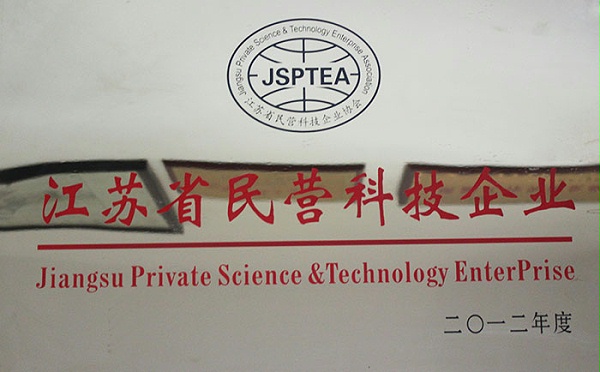 Jiangsu Private Science & Technology Enterprise Association
JSPTEA
江苏省民营科技企业协会
江苏省民营科技企业
Jiangsu Private Science &Technology EnterPrise
二〇一二年度